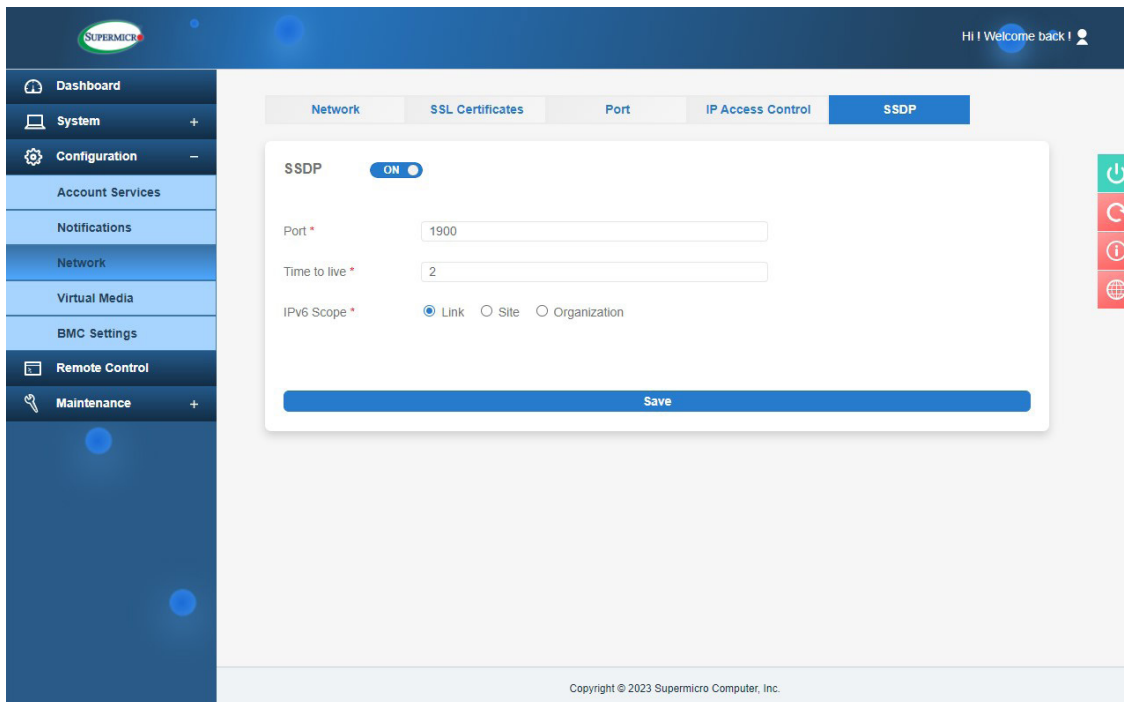 SUPERMICR
Hi ! Welcome back !
Dashboard
System +
Configuration −
Account Services
Notifications
Network
Virtual Media
BMC Settings
Remote Control
Maintenance +
Network SSL Certificates Port IP Access Control SSDP
SSDP ON
Port * 1900
Time to live * 2
IPv6 Scope * Link Site Organization
Save
Copyright © 2023 Supermicro Computer, Inc.